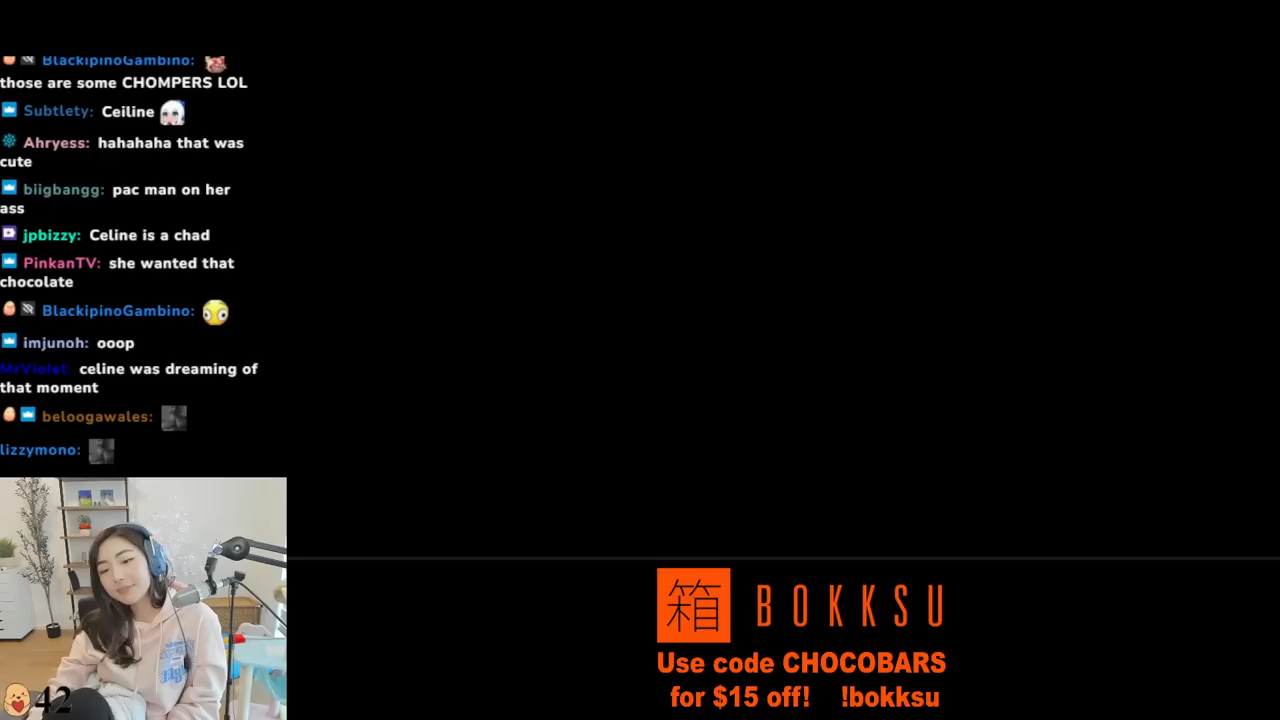 BlackipinoGambino:
those are some CHOMPERS LOL
Subtlety: Ceiline
Ahryess: hahahaha that was
cute
biigbangg: pac man on her
ass
jpbizzy: Celine is a chad
PinkanTV: she wanted that
chocolate
BlackipinoGambino:
imjunoh: ooop
MrViolet: celine was dreaming of
that moment
beloogawales:
lizzymono:
42
箱 BOKKSU
Use code CHOCOBARS
for $15 off! !bokksu